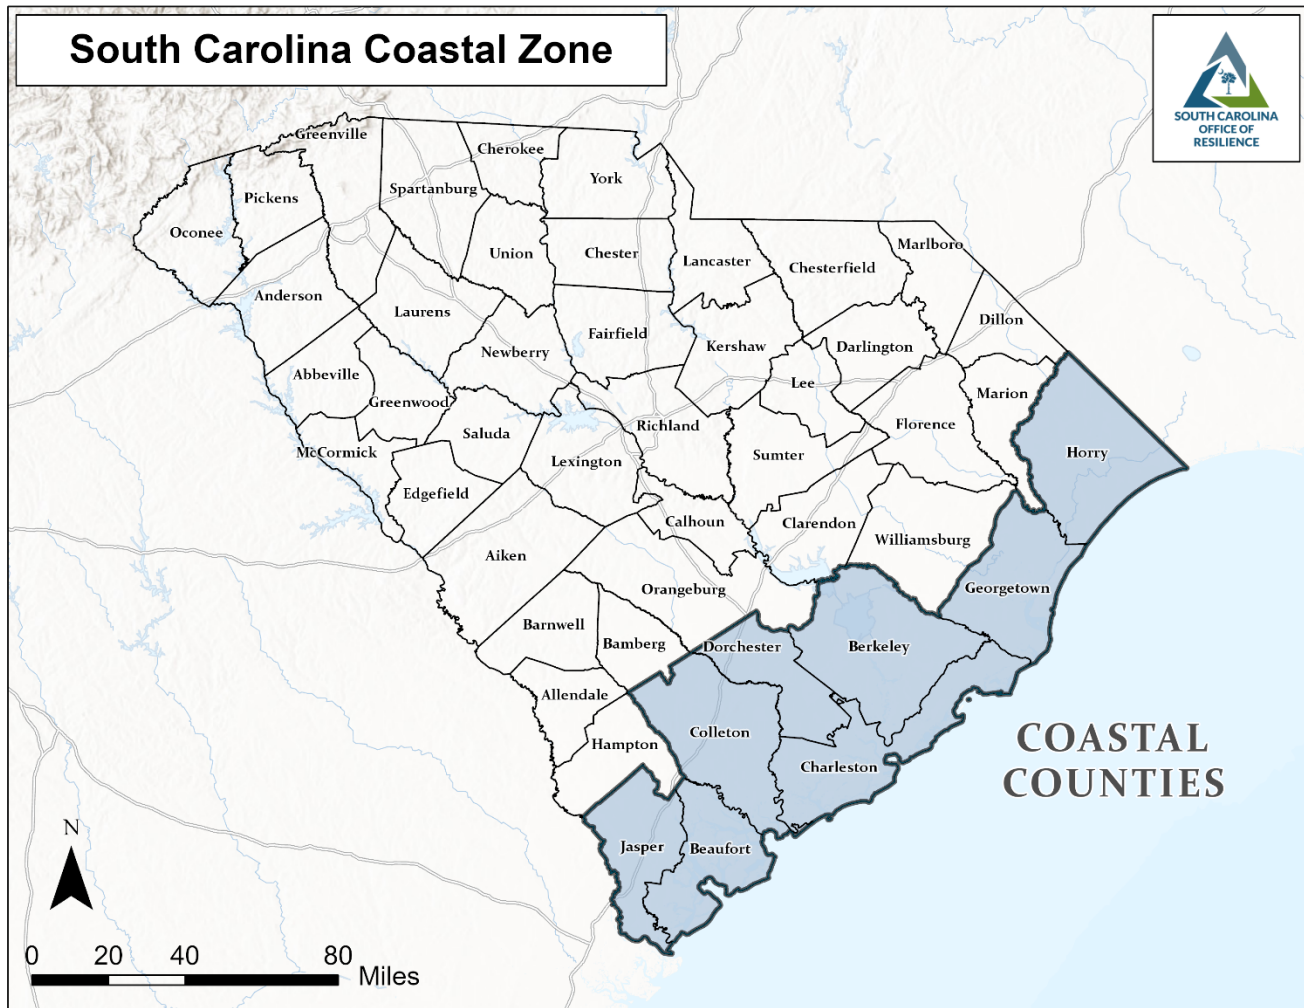 South Carolina Coastal Zone
SOUTH CAROLINA
OFFICE OF
RESILIENCE
Greenville
Cherokee
York
Spartanburg
Pickens
Oconee
Union
Chester
Lancaster
Chesterfield
Marlboro
Anderson
Laurens
Fairfield
Dillon
Newberry
Kershaw
Darlington
Abbeville
Lee
Marion
Greenwood
Saluda
Richland
Florence
McCormick
Lexington
Sumter
Horry
Edgefield
Calhoun
Clarendon
Williamsburg
Aiken
Orangeburg
Georgetown
Barnwell
Bamberg
Dorchester
Berkeley
Allendale
Hampton
Colleton
Charleston
COASTAL
COUNTIES
Jasper
Beaufort
N
0 20 40 80 Miles